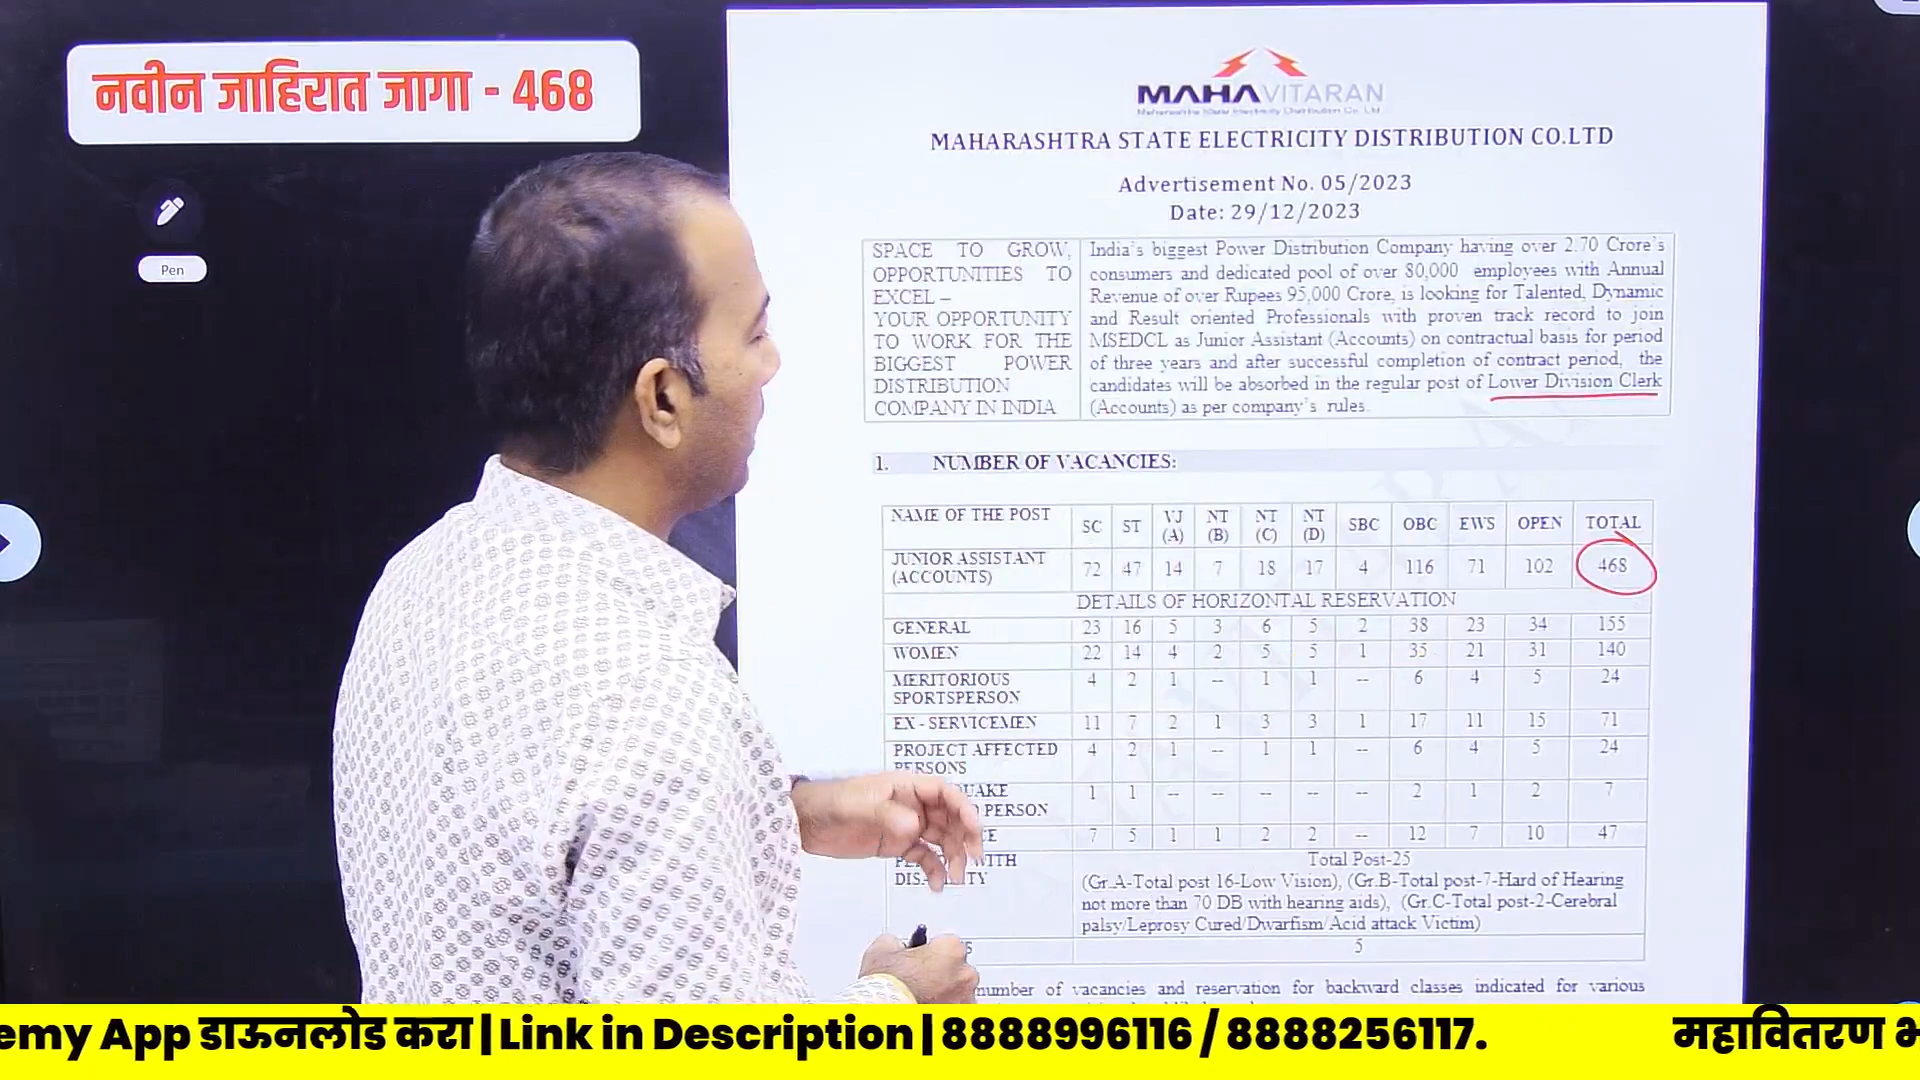 नवीन जाहिरात जागा - 468
Pen
MAHAVITARAN
Maharashtra State Electricity Distribution Co. Ltd.
MAHARASHTRA STATE ELECTRICITY DISTRIBUTION CO.LTD
Advertisement No. 05/2023
Date: 29/12/2023
SPACE TO GROW,
OPPORTUNITIES TO
EXCEL –
YOUR OPPORTUNITY
TO WORK FOR THE
BIGGEST POWER
DISTRIBUTION
COMPANY IN INDIA
India's biggest Power Distribution Company having over 2.70 Crore's
consumers and dedicated pool of over 80,000 employees with Annual
Revenue of over Rupees 95,000 Crore, is looking for Talented, Dynamic
and Result oriented Professionals with proven track record to join
MSEDCL as Junior Assistant (Accounts) on contractual basis for period
of three years and after successful completion of contract period, the
candidates will be absorbed in the regular post of Lower Division Clerk
(Accounts) as per company's rules.
1. NUMBER OF VACANCIES:
NAME OF THE POST SC ST VJ (A) NT (B) NT (C) NT (D) SBC OBC EWS OPEN TOTAL
JUNIOR ASSISTANT (ACCOUNTS) 72 47 14 7 18 17 4 116 71 102 468
DETAILS OF HORIZONTAL RESERVATION
GENERAL 23 16 5 3 6 5 2 38 23 34 155
WOMEN 22 14 4 2 5 5 1 35 21 31 140
MERITORIOUS SPORTSPERSON 4 2 1 -- 1 1 -- 6 4 5 24
EX - SERVICEMEN 11 7 2 1 3 3 1 17 11 15 71
PROJECT AFFECTED PERSONS 4 2 1 -- 1 1 -- 6 4 5 24
UAKE PERSON 1 1 -- -- -- -- -- 2 1 2 7
CE 7 5 1 1 2 2 -- 12 7 10 47
WITH
Total Post-25
(Gr.A-Total post 16-Low Vision), (Gr.B-Total post-7-Hard of Hearing
not more than 70 DB with hearing aids), (Gr.C-Total post-2-Cerebral
palsy/Leprosy Cured/Dwarfism/Acid attack Victim)
5
number of vacancies and reservation for backward classes indicated for various
emy App डाऊनलोड करा | Link in Description | 8888996116 / 8888256117. महावितरण भ